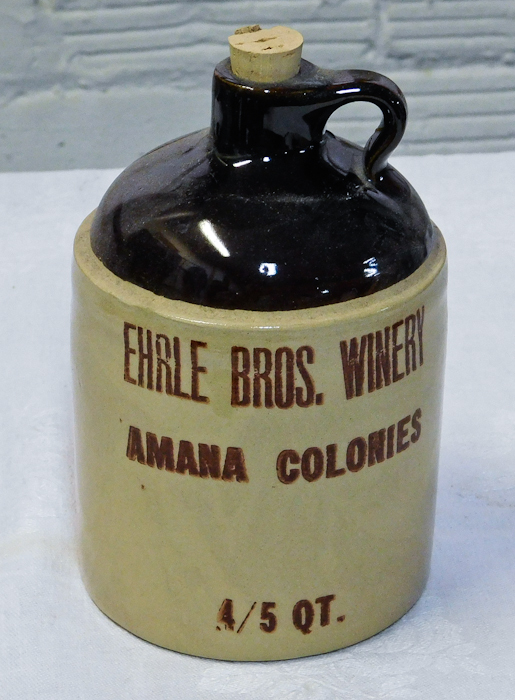 EHRLE BROS. WINERY
AMANA COLONIES
4/5 QT.